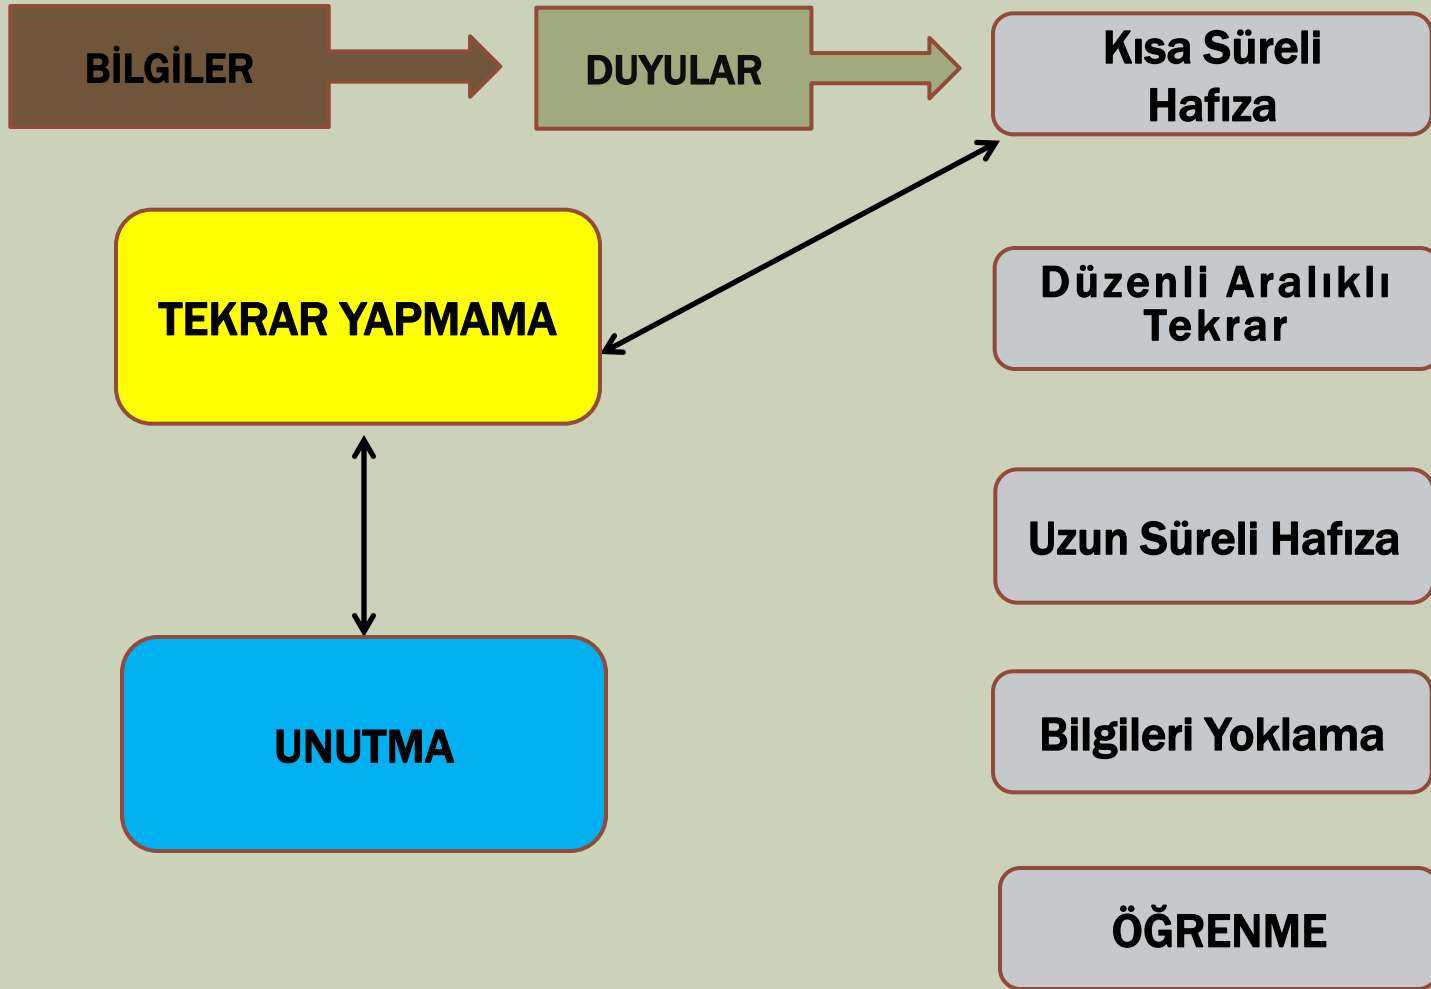 BİLGİLER
DUYULAR
Kısa Süreli
Hafıza
TEKRAR YAPMAMA
Düzenli Aralıklı
Tekrar
Uzun Süreli Hafıza
UNUTMA
Bilgileri Yoklama
ÖĞRENME